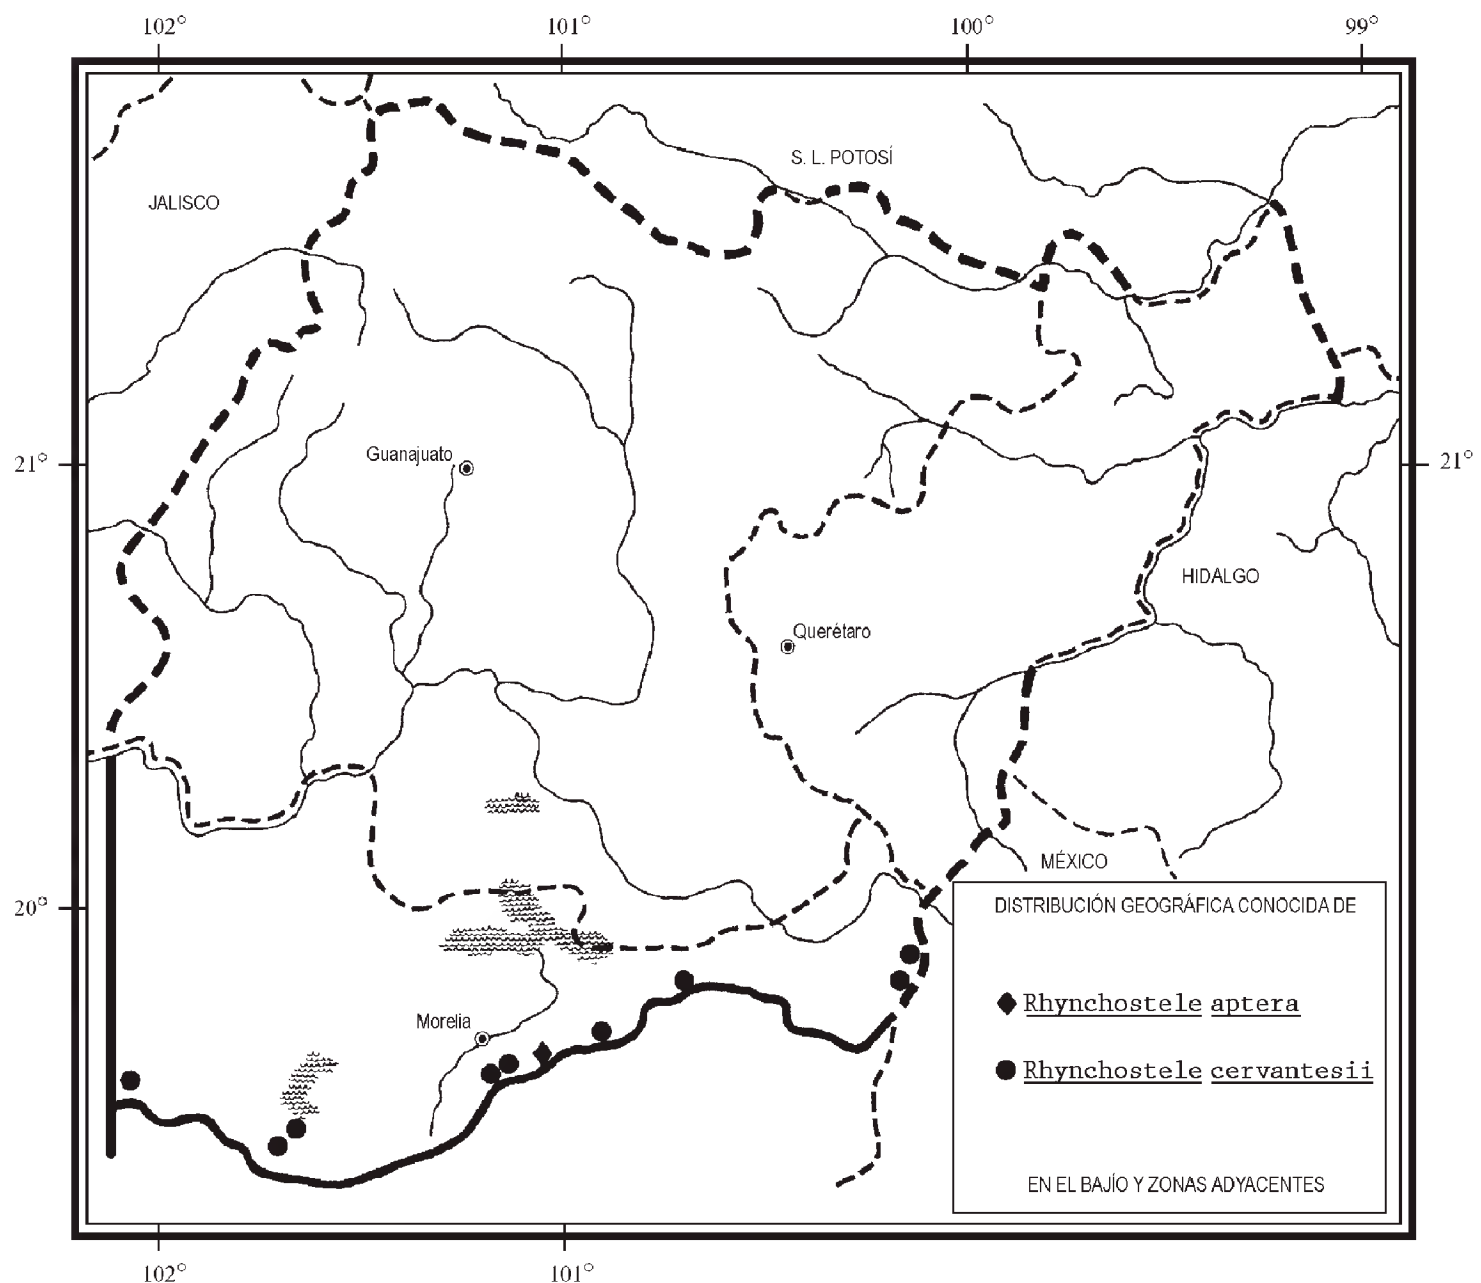 102° 101° 100° 99°
S. L. POTOSÍ
JALISCO
Guanajuato
21° 21°
HIDALGO
Querétaro
MÉXICO
20°
DISTRIBUCIÓN GEOGRÁFICA CONOCIDA DE
Rhynchostele aptera
Morelia
Rhynchostele cervantesii
EN EL BAJÍO Y ZONAS ADYACENTES
102° 101°